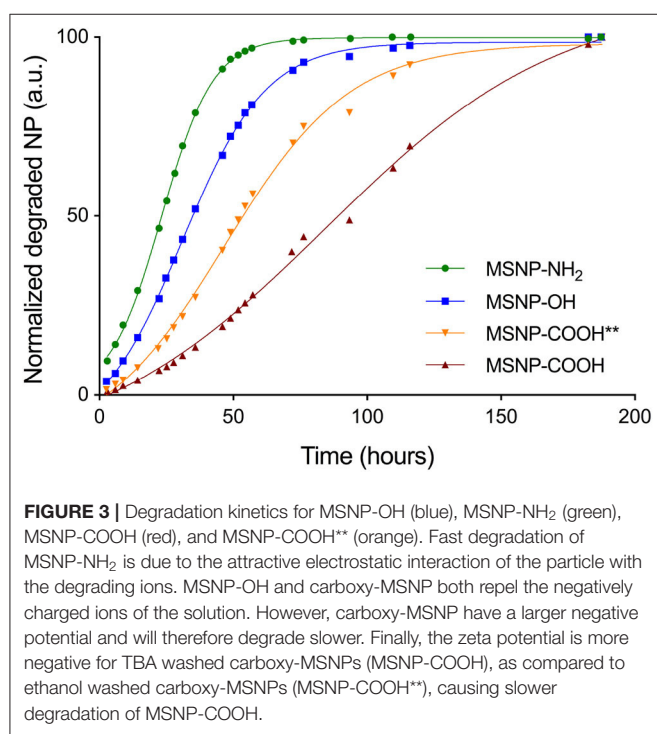 100
50
0
Normalized degraded NP (a.u.)
MSNP-NH₂
MSNP-OH
MSNP-COOH**
MSNP-COOH
0 50 100 150 200
Time (hours)
FIGURE 3 | Degradation kinetics for MSNP-OH (blue), MSNP-NH₂ (green),
MSNP-COOH (red), and MSNP-COOH** (orange). Fast degradation of
MSNP-NH₂ is due to the attractive electrostatic interaction of the particle with
the degrading ions. MSNP-OH and carboxy-MSNP both repel the negatively
charged ions of the solution. However, carboxy-MSNP have a larger negative
potential and will therefore degrade slower. Finally, the zeta potential is more
negative for TBA washed carboxy-MSNPs (MSNP-COOH), as compared to
ethanol washed carboxy-MSNPs (MSNP-COOH**), causing slower
degradation of MSNP-COOH.